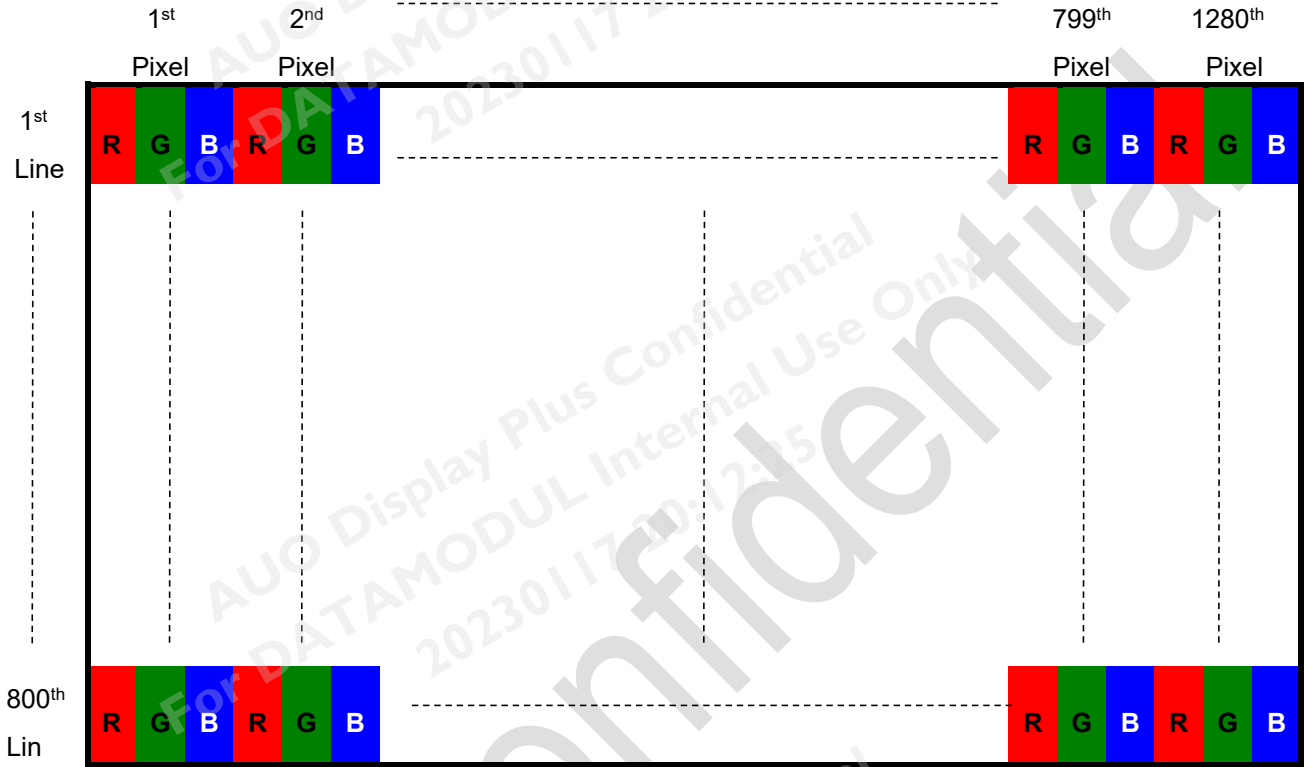 1st 2nd 799th 1280th
Pixel Pixel Pixel Pixel
1st
Line
R G B R G B R G B R G B
AUO Display Plus Confidential
For DATAMODUL Internal Use Only
20230117 20:12:25
800th
Lin
R G B R G B R G B R G B